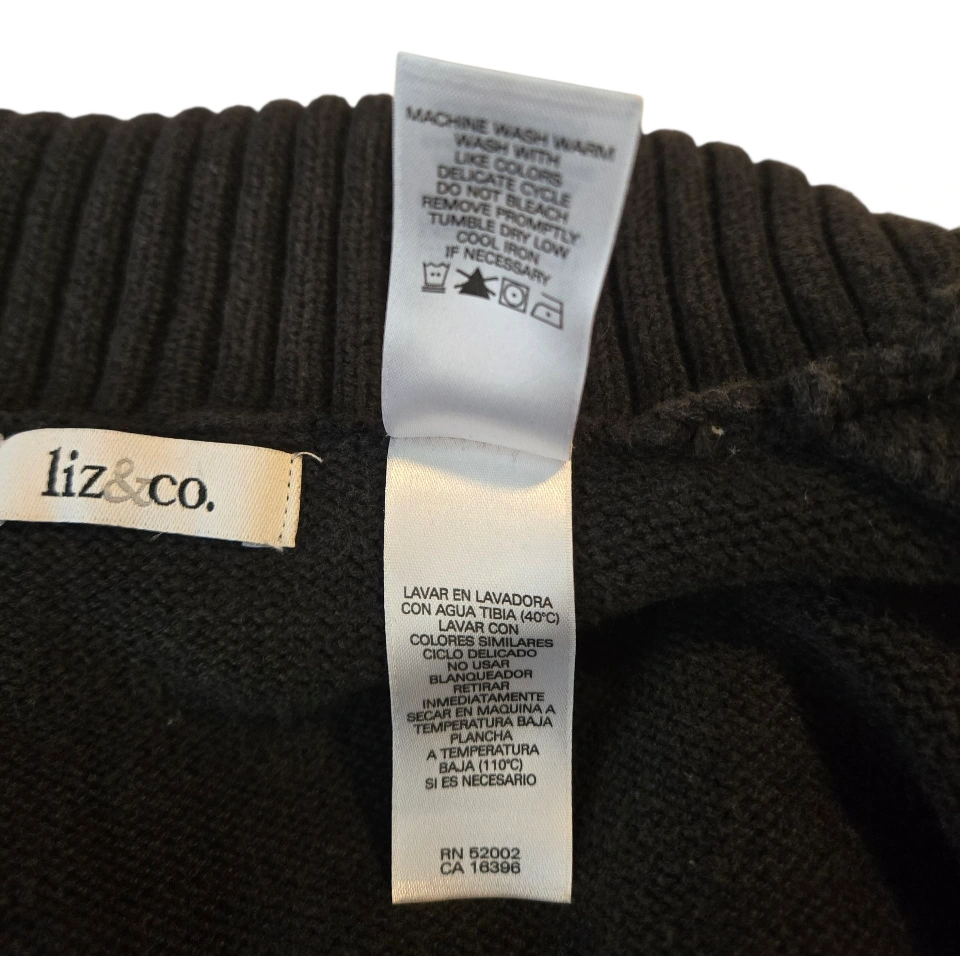 MACHINE WASH WARM
WASH WITH
LIKE COLORS
DELICATE CYCLE
DO NOT BLEACH
REMOVE PROMPTLY
TUMBLE DRY LOW
COOL IRON
IF NECESSARY
liz&co.
LAVAR EN LAVADORA
CON AGUA TIBIA (40°C)
LAVAR CON
COLORES SIMILARES
CICLO DELICADO
NO USAR
BLANQUEADOR
RETIRAR
INMEDIATAMENTE
SECAR EN MAQUINA A
TEMPERATURA BAJA
PLANCHA
A TEMPERATURA
BAJA (110°C)
SI ES NECESARIO
RN 52002
CA 16396